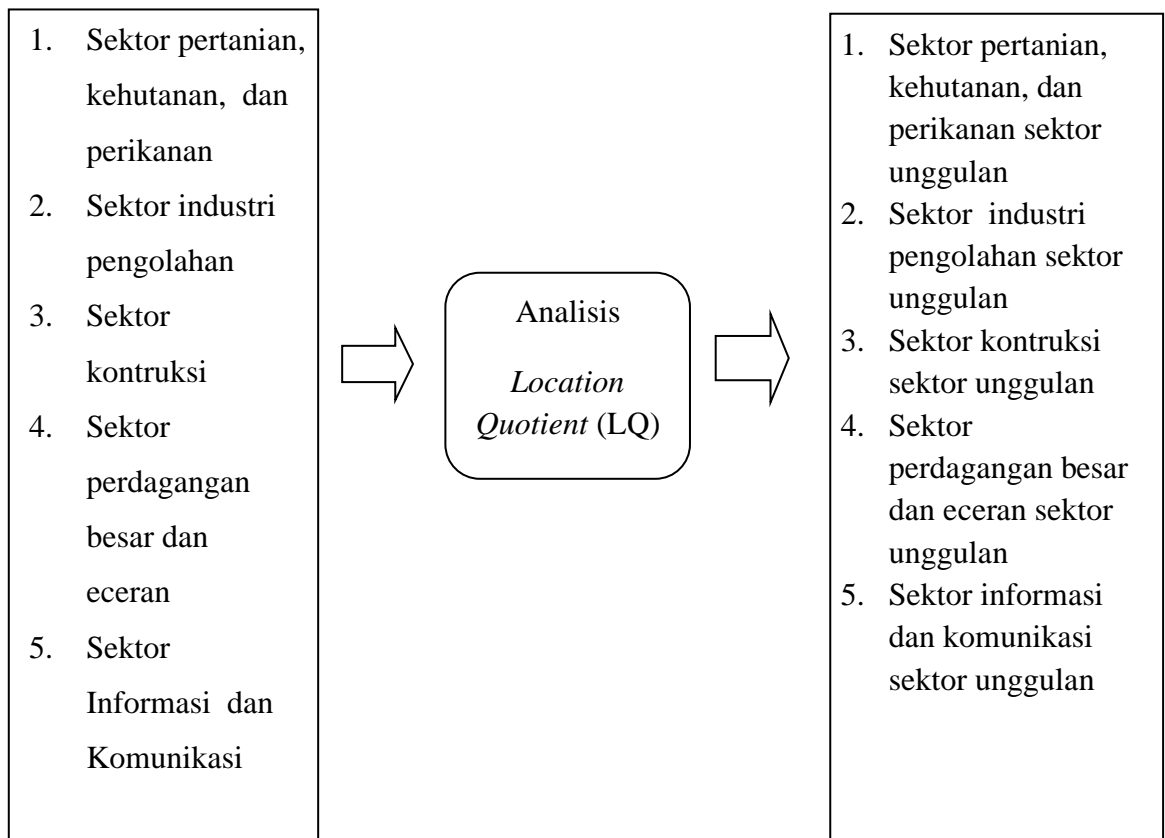 1. Sektor pertanian,
kehutanan, dan
perikanan
2. Sektor industri
pengolahan
3. Sektor
kontruksi
4. Sektor
perdagangan
besar dan
eceran
5. Sektor
Informasi dan
Komunikasi
Analisis
Location
Quotient (LQ)
1. Sektor pertanian,
kehutanan, dan
perikanan sektor
unggulan
2. Sektor industri
pengolahan sektor
unggulan
3. Sektor kontruksi
sektor unggulan
4. Sektor
perdagangan besar
dan eceran sektor
unggulan
5. Sektor informasi
dan komunikasi
sektor unggulan